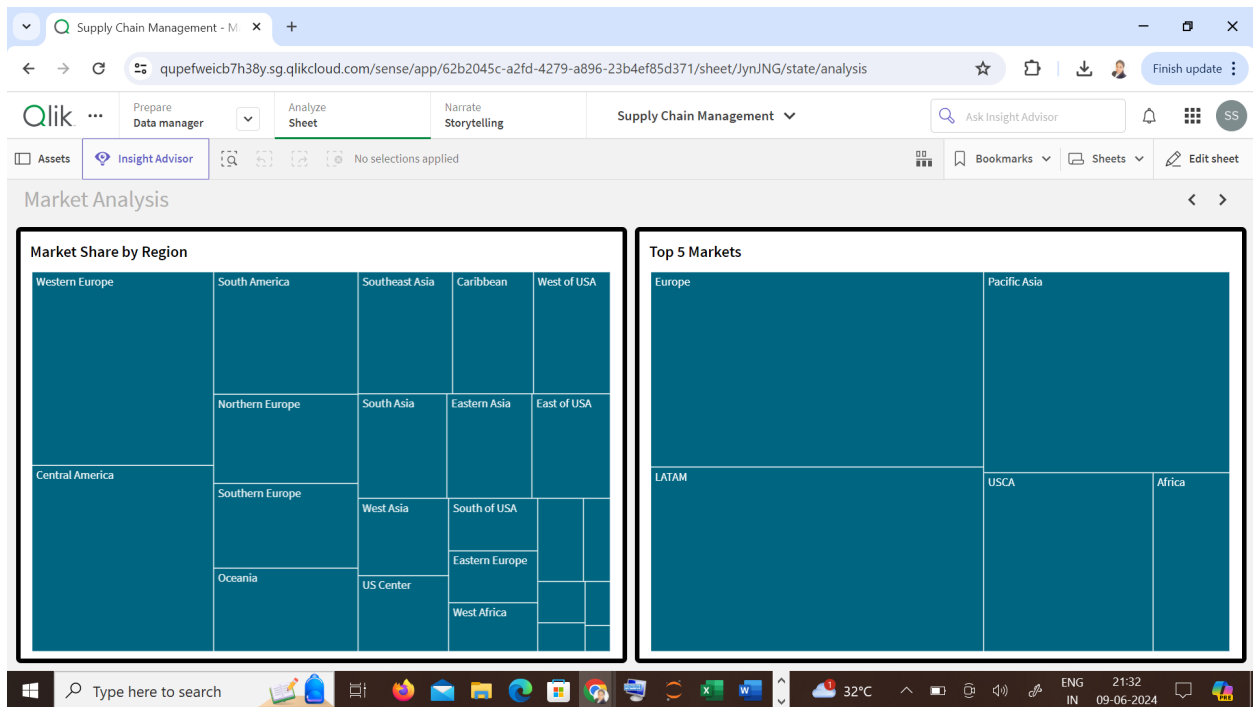 Supply Chain Management - M
qupefweicb7h38y.sg.qlikcloud.com/sense/app/62b2045c-a2fd-4279-a896-23b4ef85d371/sheet/JynJNG/state/analysis
Finish update
Qlik
Prepare
Data manager
Analyze
Sheet
Narrate
Storytelling
Supply Chain Management
Ask Insight Advisor
SS
Assets
Insight Advisor
No selections applied
Bookmarks
Sheets
Edit sheet
Market Analysis
Market Share by Region
Western Europe
South America
Southeast Asia
Caribbean
West of USA
Northern Europe
South Asia
Eastern Asia
East of USA
Central America
Southern Europe
West Asia
South of USA
Eastern Europe
Oceania
US Center
West Africa
Top 5 Markets
Europe
Pacific Asia
LATAM
USCA
Africa
Type here to search
1
32°C
ENG
IN
21:32
09-06-2024
PRE